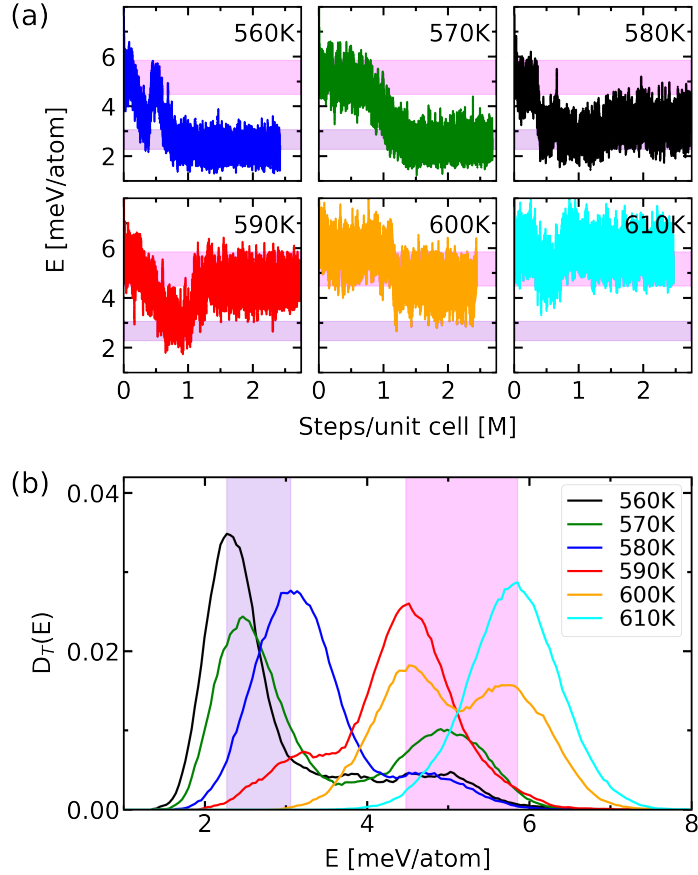 (a)
560K 570K 580K
6
4
2
E [meV/atom]
590K 600K 610K
6
4
2
0 1 2 0 1 2 0 1 2
Steps/unit cell [M]
(b)
0.04
0.02
0.00
D_T(E)
560K
570K
580K
590K
600K
610K
2 4 6 8
E [meV/atom]